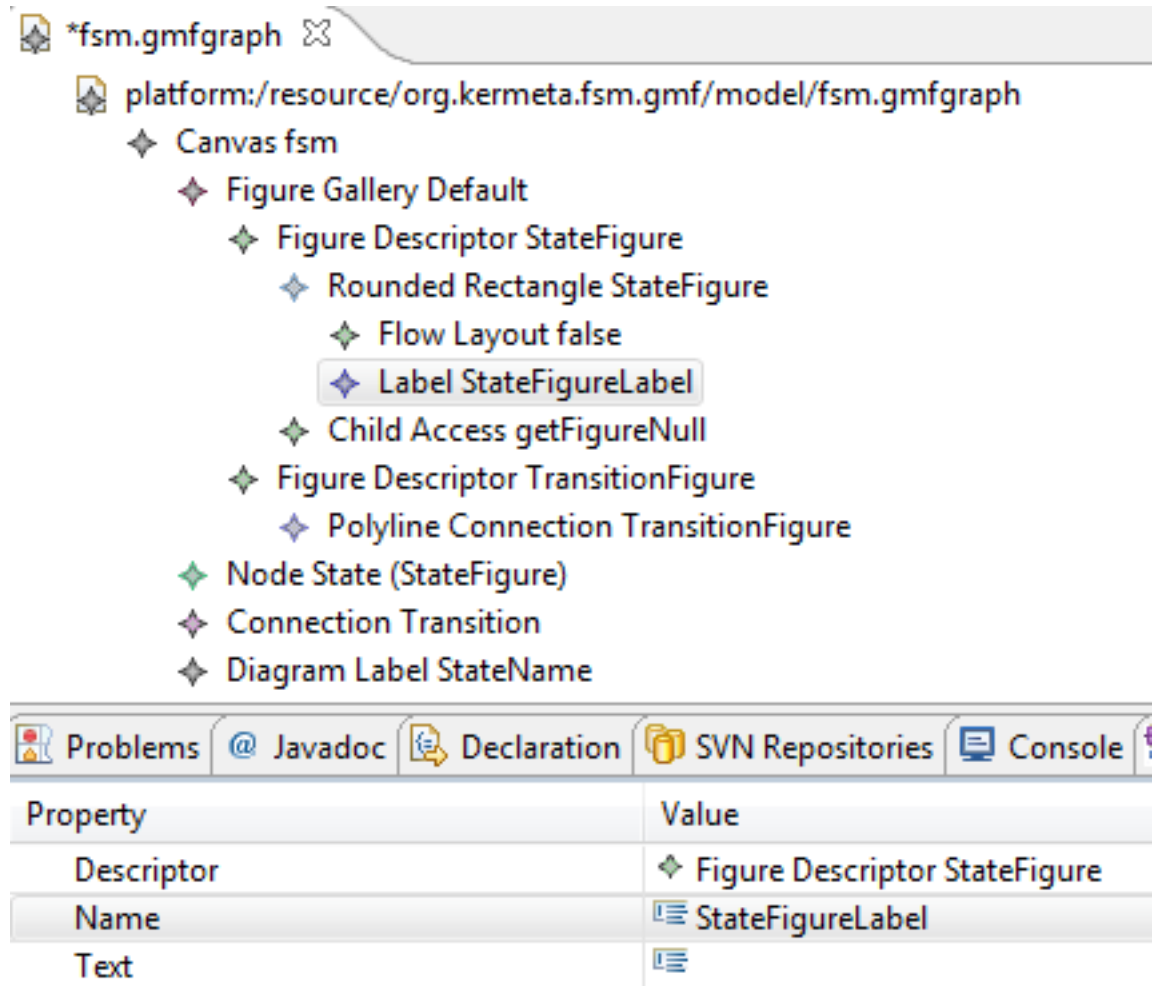 *fsm.gmfgraph
platform:/resource/org.kermeta.fsm.gmf/model/fsm.gmfgraph
Canvas fsm
Figure Gallery Default
Figure Descriptor StateFigure
Rounded Rectangle StateFigure
Flow Layout false
Label StateFigureLabel
Child Access getFigureNull
Figure Descriptor TransitionFigure
Polyline Connection TransitionFigure
Node State (StateFigure)
Connection Transition
Diagram Label StateName
Problems @ Javadoc Declaration SVN Repositories Console
Property Value
Descriptor Figure Descriptor StateFigure
Name StateFigureLabel
Text